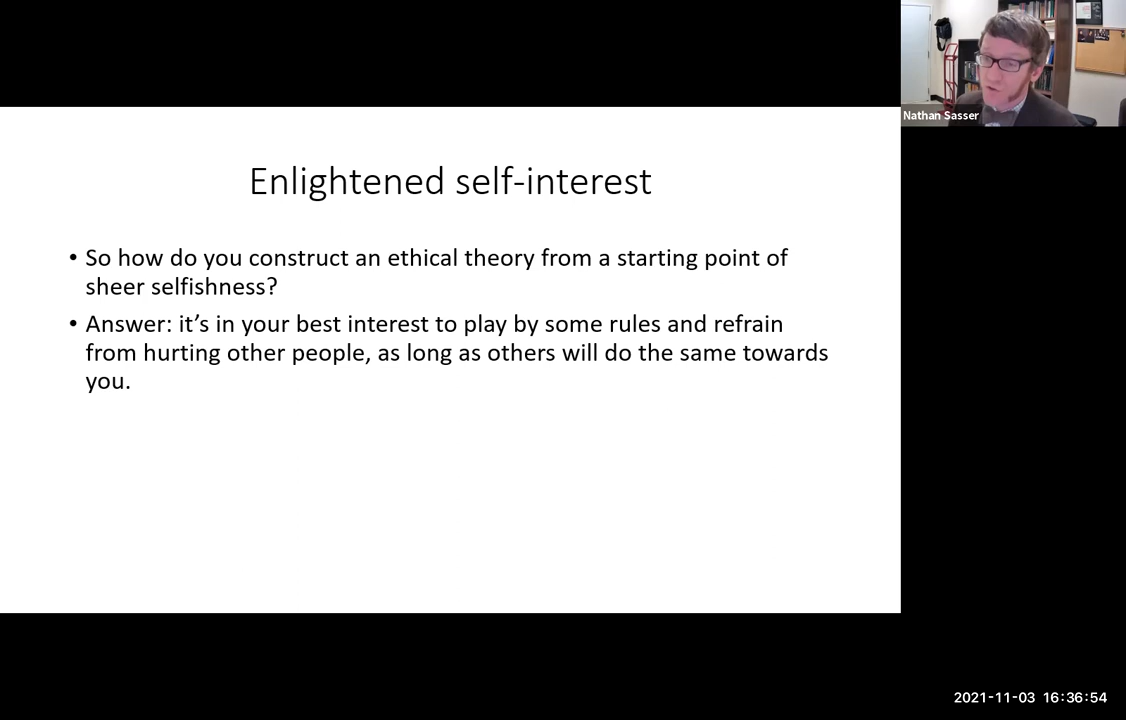 Nathan Sasser
Enlightened self-interest
• So how do you construct an ethical theory from a starting point of
sheer selfishness?
• Answer: it’s in your best interest to play by some rules and refrain
from hurting other people, as long as others will do the same towards
you.
2021-11-03 16:36:54